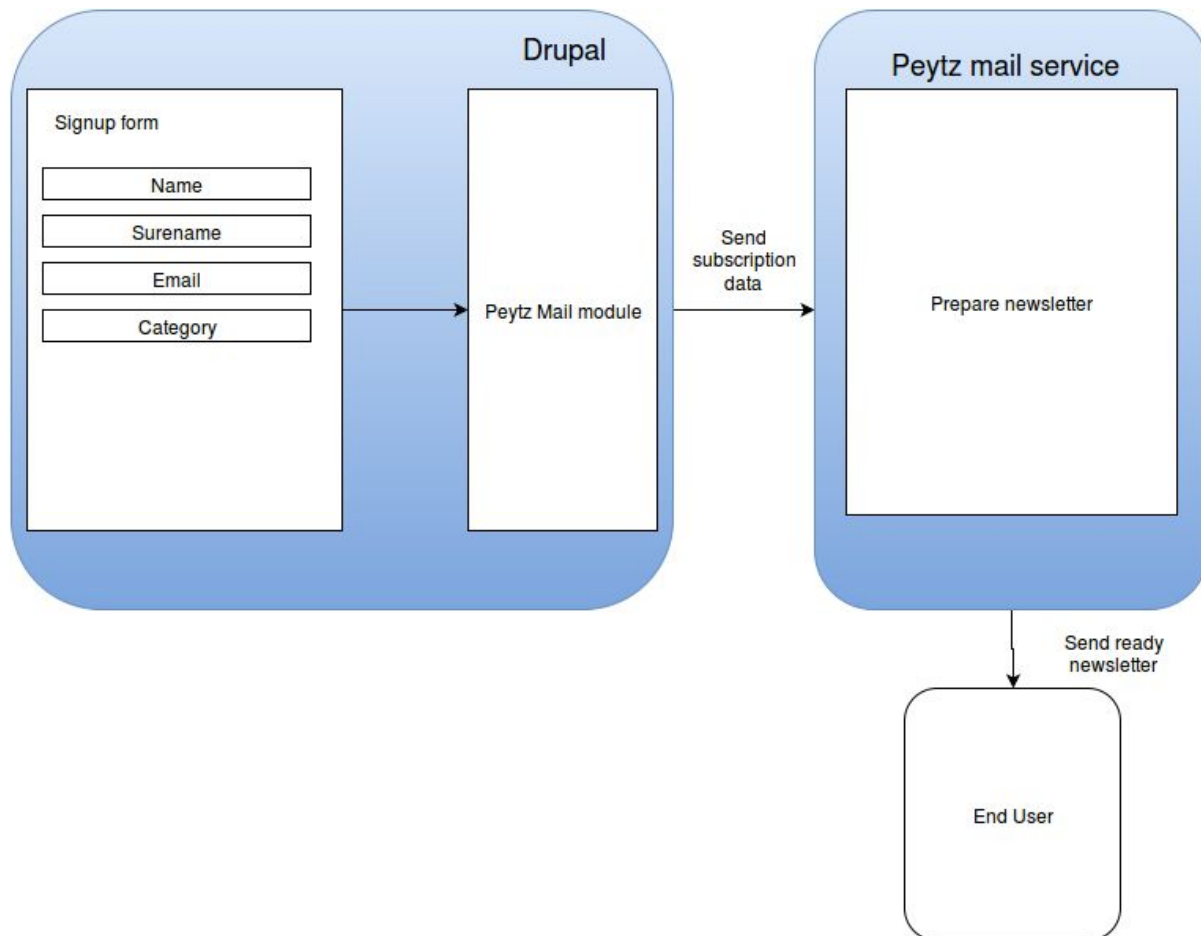 Drupal
Signup form
Name
Surename
Email
Category
Peytz Mail module
Send
subscription
data
Peytz mail service
Prepare newsletter
Send ready
newsletter
End User